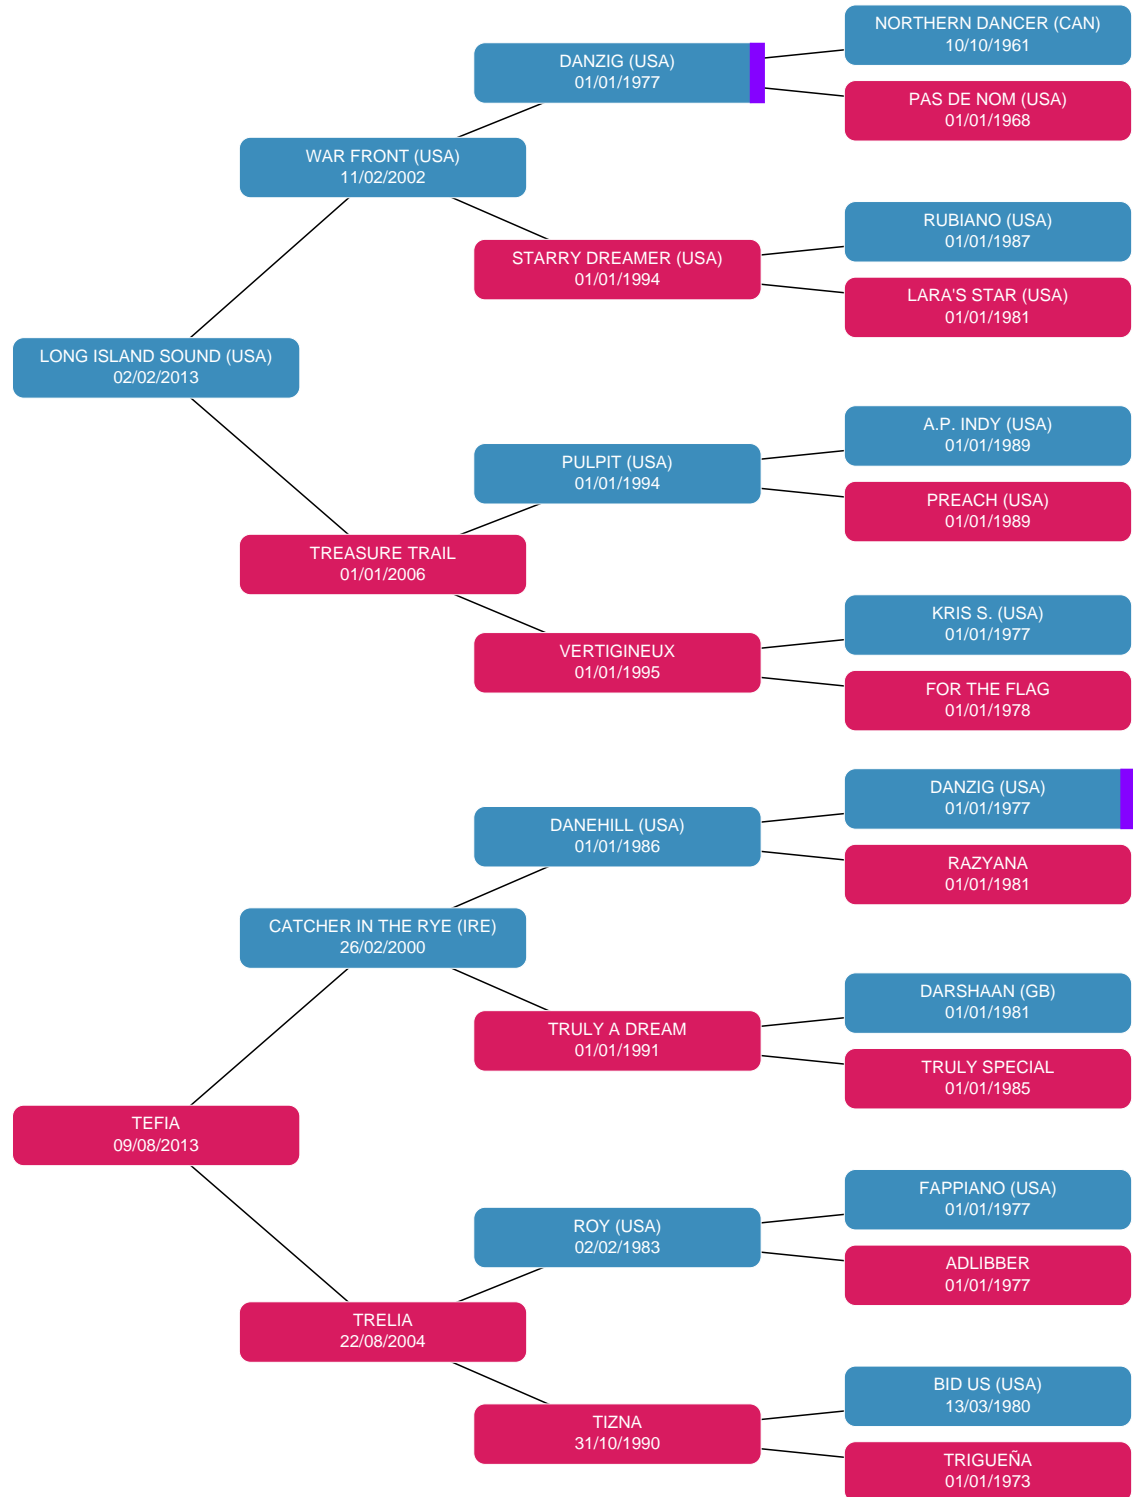 NORTHERN DANCER (CAN)
10/10/1961
DANZIG (USA)
01/01/1977
PAS DE NOM (USA)
01/01/1968
WAR FRONT (USA)
11/02/2002
RUBIANO (USA)
01/01/1987
STARRY DREAMER (USA)
01/01/1994
LARA'S STAR (USA)
01/01/1981
LONG ISLAND SOUND (USA)
02/02/2013
A.P. INDY (USA)
01/01/1989
PULPIT (USA)
01/01/1994
PREACH (USA)
01/01/1989
TREASURE TRAIL
01/01/2006
KRIS S. (USA)
01/01/1977
VERTIGINEUX
01/01/1995
FOR THE FLAG
01/01/1978
DANZIG (USA)
01/01/1977
DANEHILL (USA)
01/01/1986
RAZYANA
01/01/1981
CATCHER IN THE RYE (IRE)
26/02/2000
DARSHAAN (GB)
01/01/1981
TRULY A DREAM
01/01/1991
TRULY SPECIAL
01/01/1985
TEFIA
09/08/2013
FAPPIANO (USA)
01/01/1977
ROY (USA)
02/02/1983
ADLIBBER
01/01/1977
TRELIA
22/08/2004
BID US (USA)
13/03/1980
TIZNA
31/10/1990
TRIGUEÑA
01/01/1973